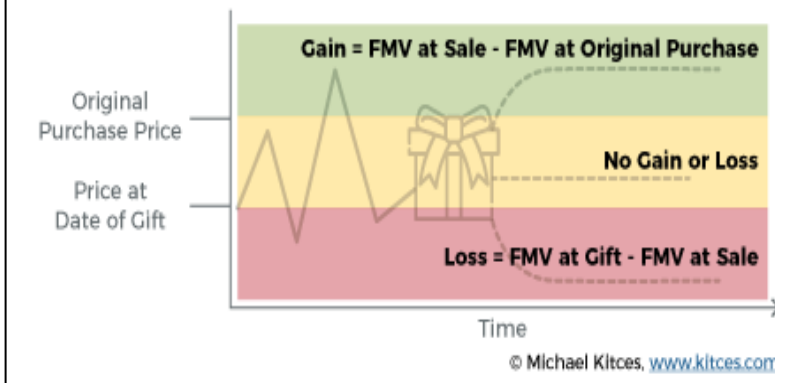 Gain = FMV at Sale - FMV at Original Purchase
Original
Purchase Price
No Gain or Loss
Price at
Date of Gift
Loss = FMV at Gift - FMV at Sale
Time
© Michael Kitces, www.kitces.com